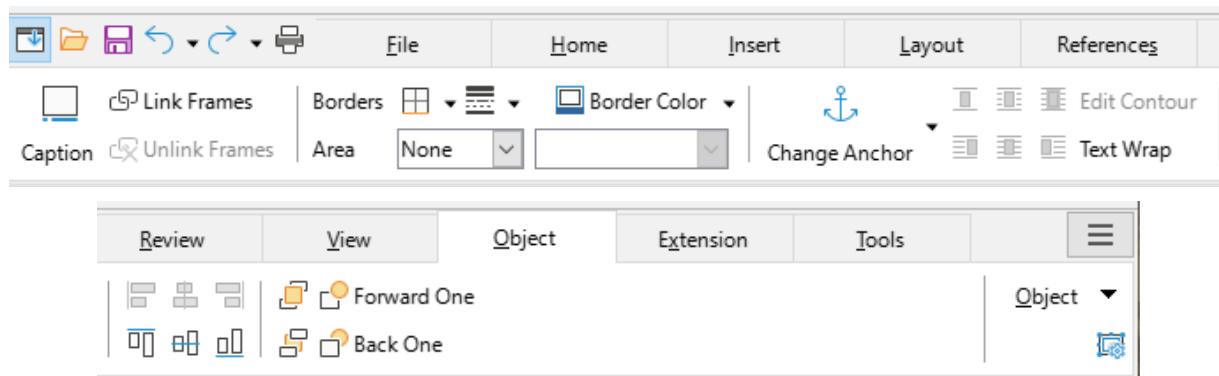 File Home Insert Layout References
Link Frames Borders Border Color Edit Contour
Caption Unlink Frames Area None Change Anchor Text Wrap
Review View Object Extension Tools
Forward One Object
Back One